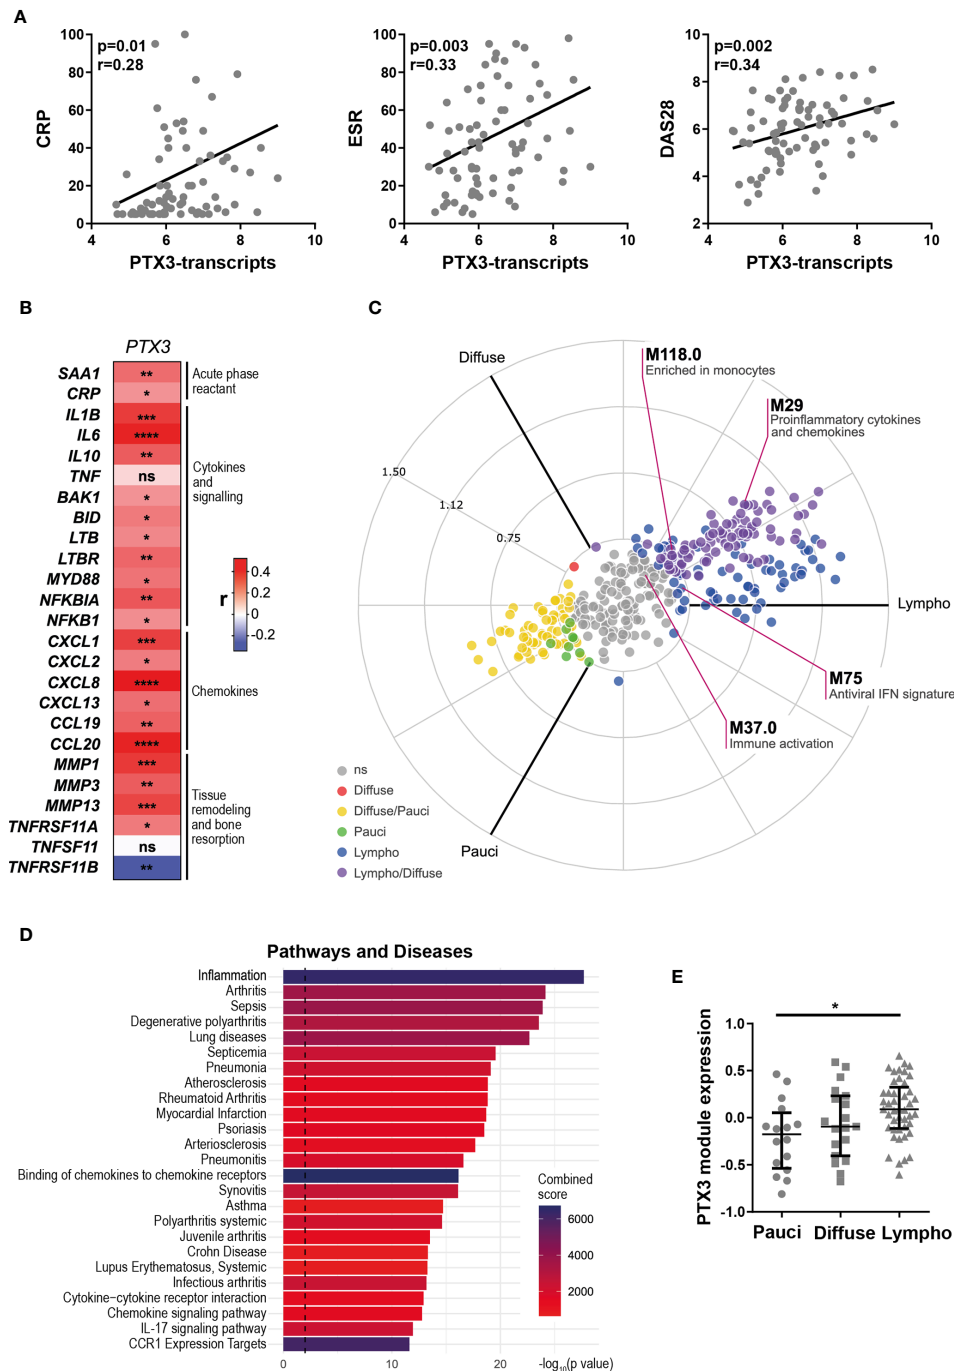 A
100
80
60
40
20
0
CRP
p=0.01
r=0.28
4
6
8
10
PTX3-transcripts
100
80
60
40
20
0
ESR
p=0.003
r=0.33
4
6
8
10
PTX3-transcripts
10
8
6
4
2
DAS28
p=0.002
r=0.34
4
6
8
10
PTX3-transcripts
B
PTX3
SAA1 **
CRP *
IL1B ***
IL6 ****
IL10 **
TNF ns
BAK1 *
BID *
LTB *
LTBR **
MYD88 *
NFKBIA **
NFKB1 *
CXCL1 ***
CXCL2 *
CXCL8 ****
CXCL13 *
CCL19 **
CCL20 ****
MMP1 ***
MMP3 **
MMP13 ***
TNFRSF11A *
TNFSF11 ns
TNFRSF11B **
Acute phase
reactant
Cytokines
and
signalling
Chemokines
Tissue
remodeling
and bone
resorption
r
0.4
0.2
0
-0.2
C
Diffuse
Lympho
Pauci
1.50
1.12
0.75
M118.0
Enriched in monocytes
M29
Proinflammatory cytokines
and chemokines
M75
Antiviral IFN signature
M37.0
Immune activation
ns
Diffuse
Diffuse/Pauci
Pauci
Lympho
Lympho/Diffuse
D
Pathways and Diseases
Inflammation
Arthritis
Sepsis
Degenerative polyarthritis
Lung diseases
Septicemia
Pneumonia
Atherosclerosis
Rheumatoid Arthritis
Myocardial Infarction
Psoriasis
Arteriosclerosis
Pneumonitis
Binding of chemokines to chemokine receptors
Synovitis
Asthma
Polyarthritis systemic
Juvenile arthritis
Crohn Disease
Lupus Erythematosus, Systemic
Infectious arthritis
Cytokine−cytokine receptor interaction
Chemokine signaling pathway
IL-17 signaling pathway
CCR1 Expression Targets
0
10
20
-log10(p value)
Combined
score
6000
4000
2000
E
*
PTX3 module expression
1.0
0.5
0.0
-0.5
-1.0
Pauci
Diffuse
Lympho